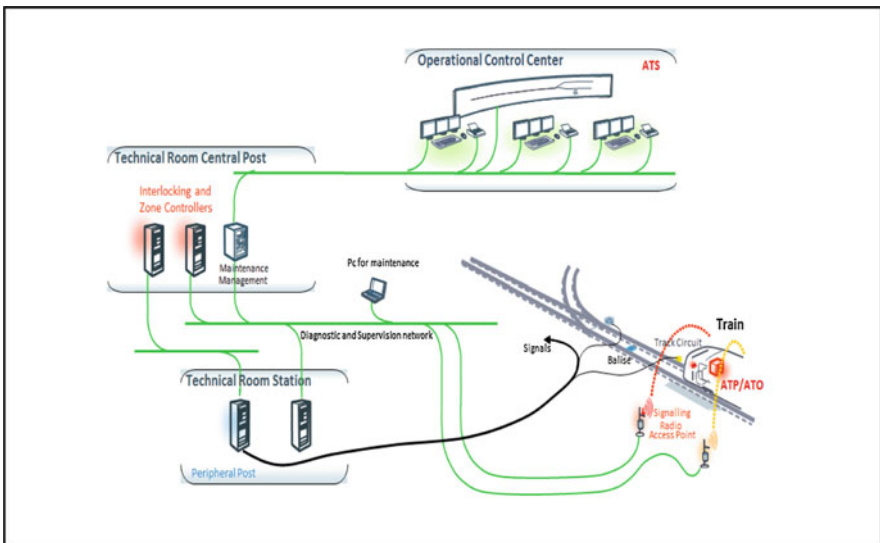 Operational Control Center
ATS
Technical Room Central Post
Interlocking and
Zone Controllers
Maintenance
Management
Pc for maintenance
Diagnostic and Supervision network
Signals
Balise
Track Circuit
Train
ATP/ATO
Signalling
Radio
Access Point
Technical Room Station
Peripheral Post